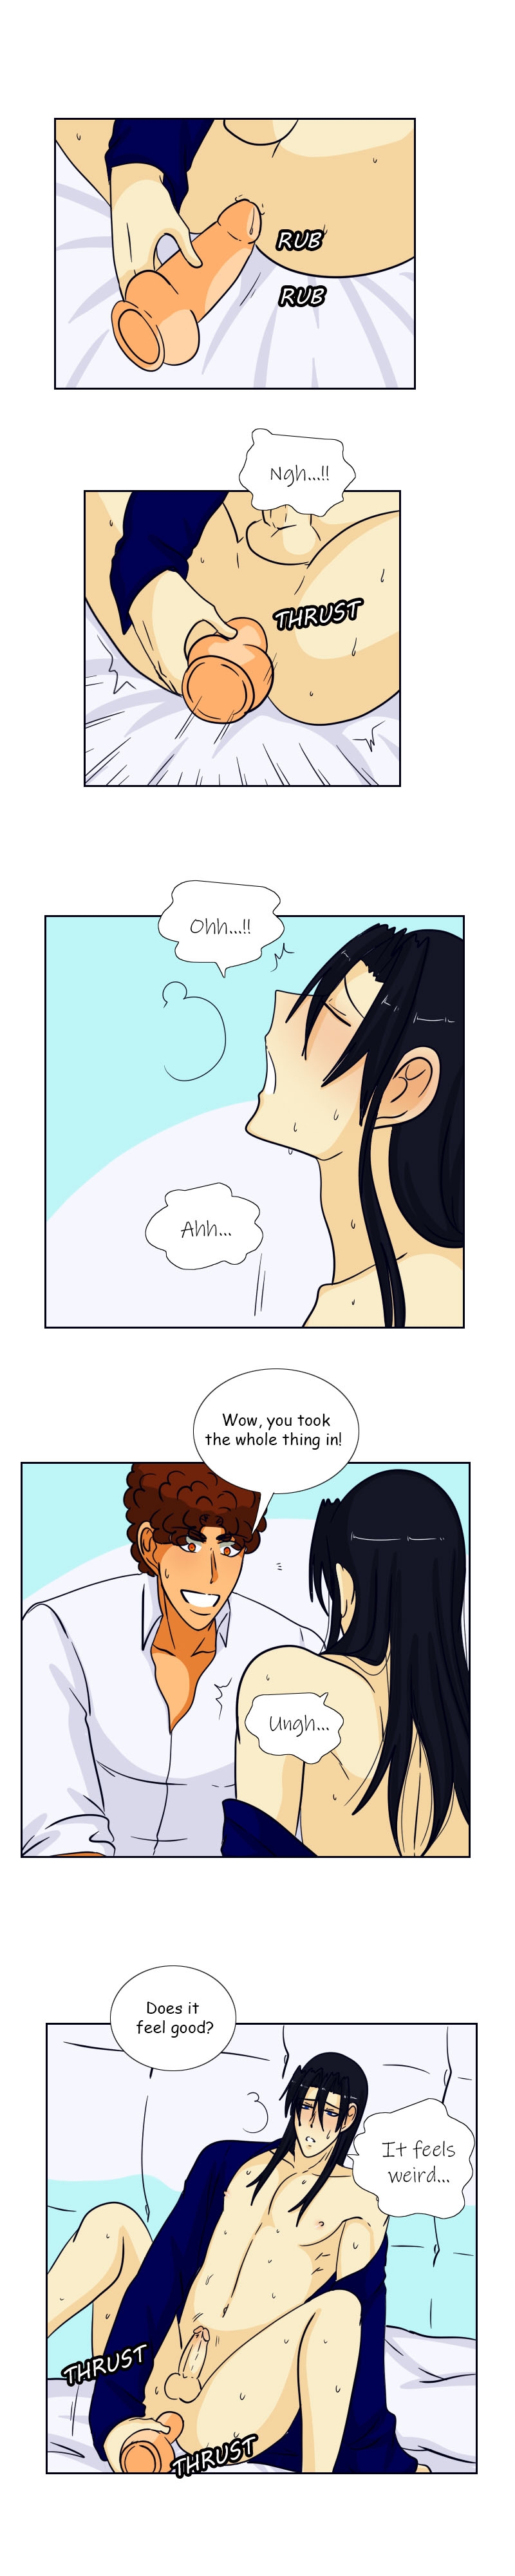 RUB
RUB
Ngh...!!
THRUST
Ohh...!!
Ahh...
Wow, you took
the whole thing in!
Ungh...
Does it
feel good?
It feels
weird...
THRUST
THRUST